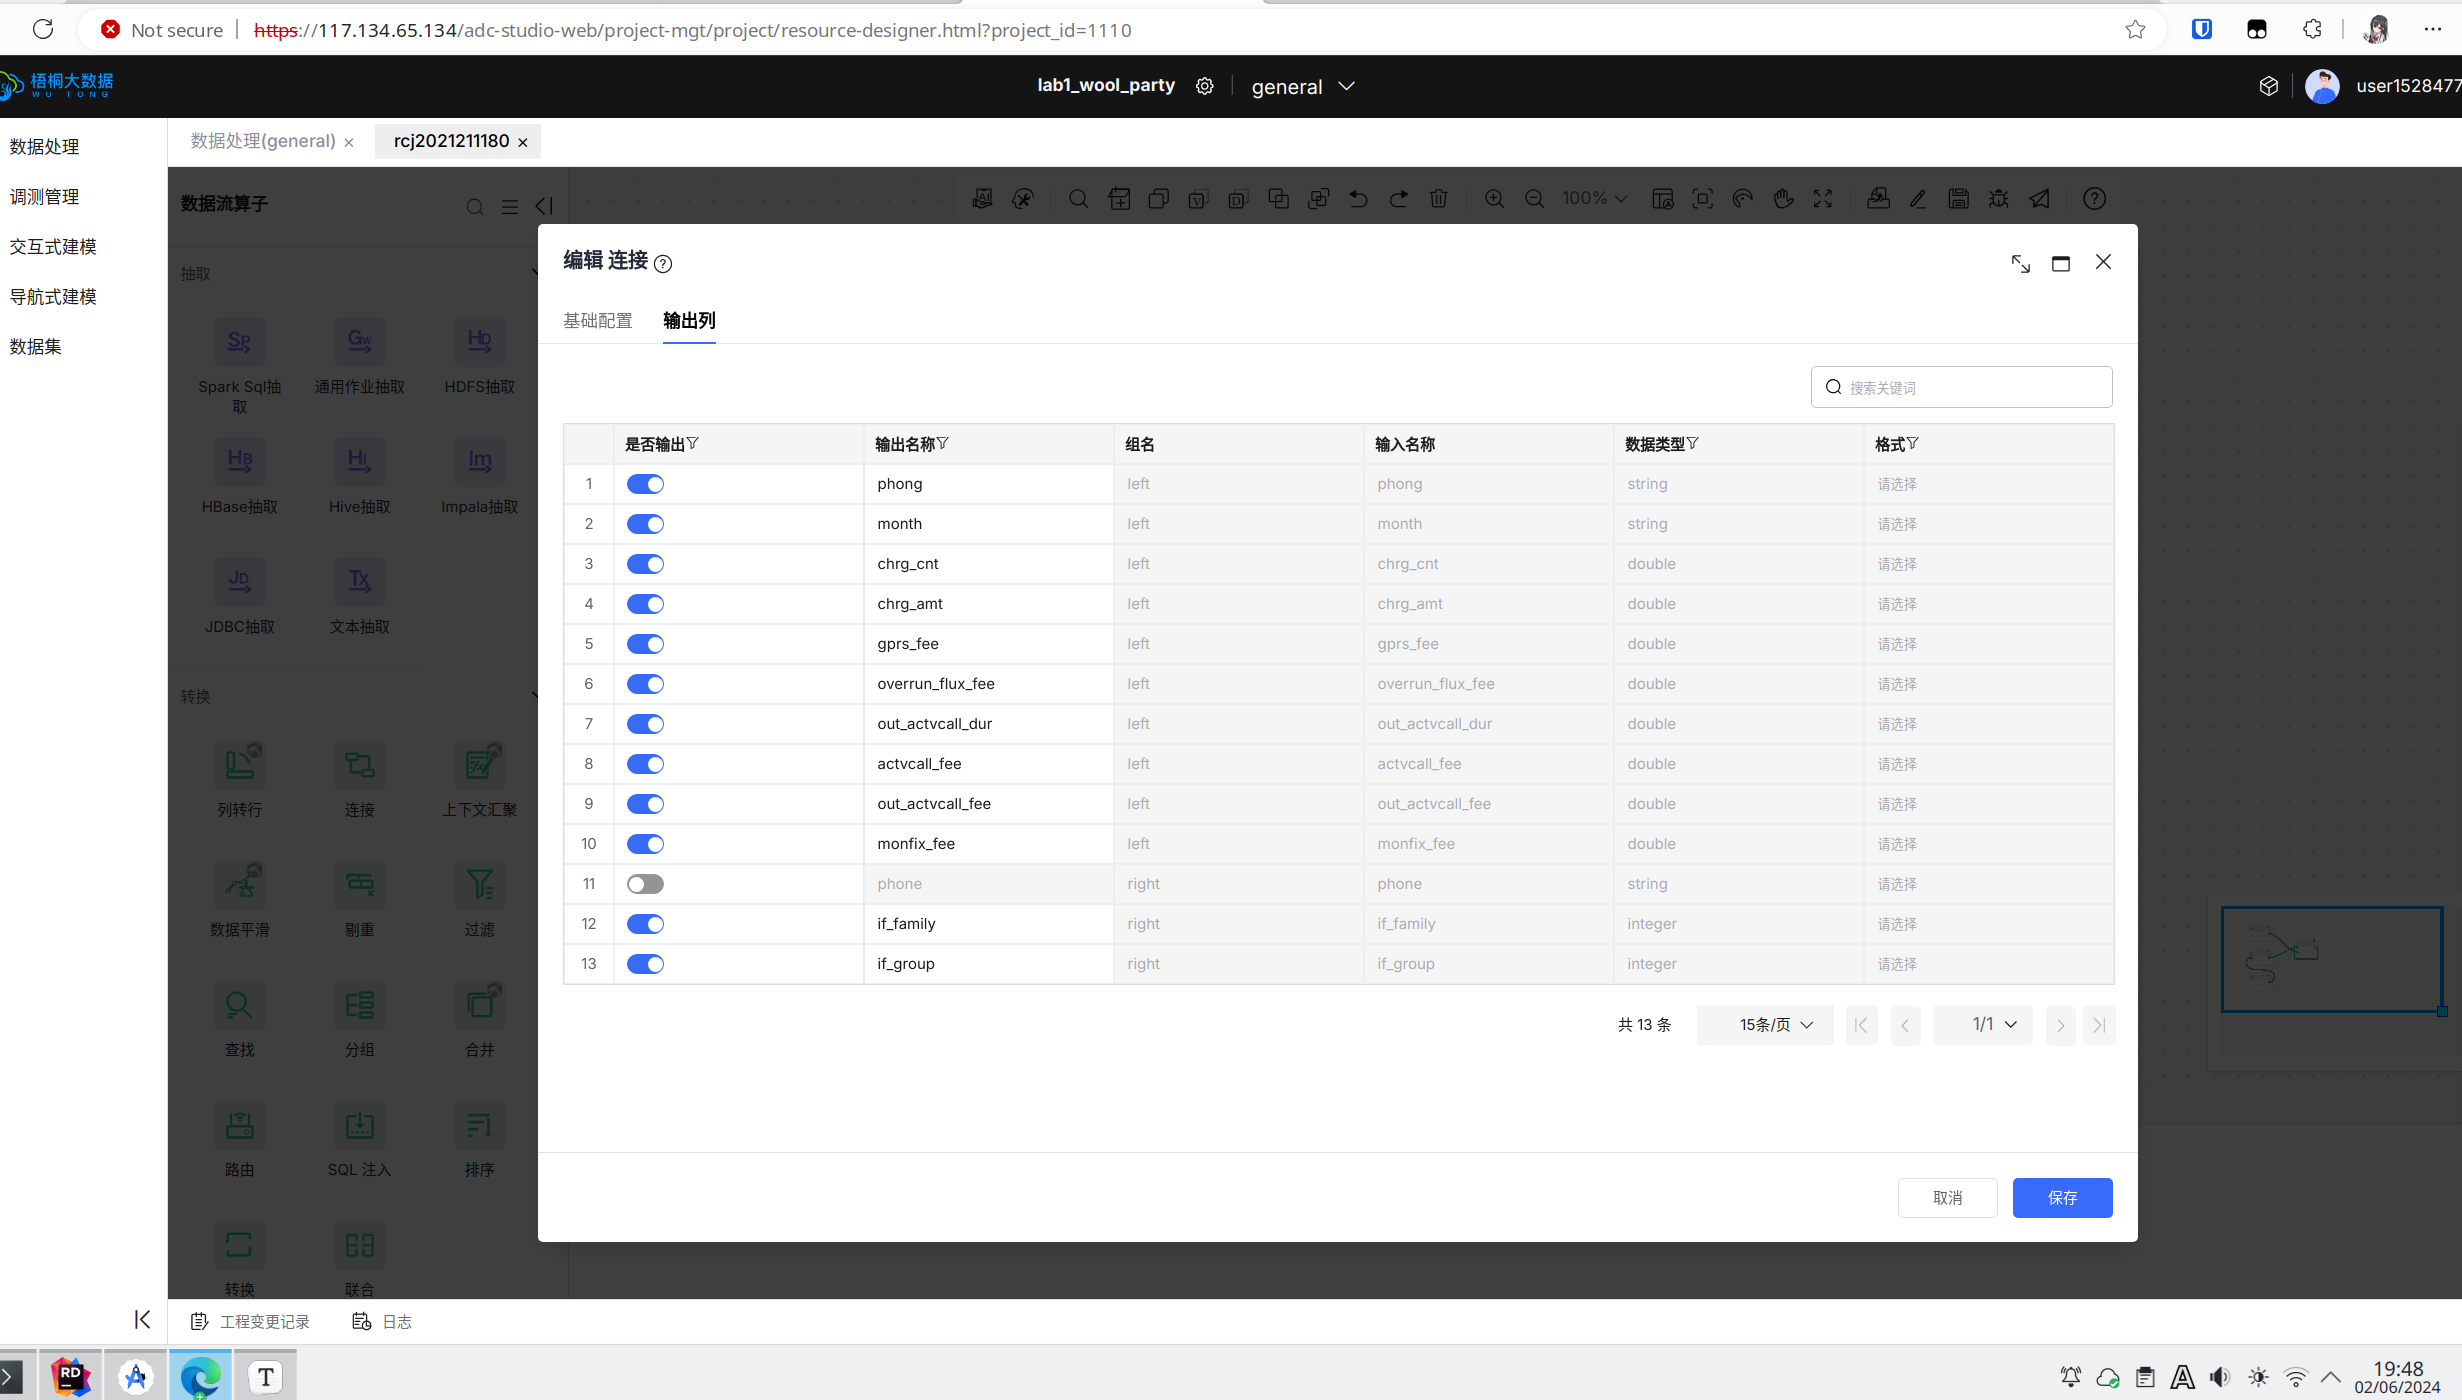 Not secure https://117.134.65.134/adc-studio-web/project-mgt/project/resource-designer.html?project_id=1110
梧桐大数据
WU TONG
lab1_wool_party general
user1528477
数据处理
调测管理
交互式建模
导航式建模
数据集
数据处理(general) ×
rcj2021211180 ×
数据流算子
100%
抽取
Sp
Gw
HD
Spark Sql抽取
通用作业抽取
HDFS抽取
HB
HI
Im
HBase抽取
Hive抽取
Impala抽取
JD
Tx
JDBC抽取
文本抽取
转换
列转行
连接
上下文汇聚
数据平滑
剔重
过滤
查找
分组
合并
路由
SQL 注入
排序
转换
联合
编辑 连接
基础配置
输出列
搜索关键词
是否输出 输出名称 组名 输入名称 数据类型 格式
1 phong left phong string 请选择
2 month left month string 请选择
3 chrg_cnt left chrg_cnt double 请选择
4 chrg_amt left chrg_amt double 请选择
5 gprs_fee left gprs_fee double 请选择
6 overrun_flux_fee left overrun_flux_fee double 请选择
7 out_actvcall_dur left out_actvcall_dur double 请选择
8 actvcall_fee left actvcall_fee double 请选择
9 out_actvcall_fee left out_actvcall_fee double 请选择
10 monfix_fee left monfix_fee double 请选择
11 phone right phone string 请选择
12 if_family right if_family integer 请选择
13 if_group right if_group integer 请选择
共 13 条 15条/页 1/1
取消
保存
工程变更记录
日志
RD
T
A
19:48
02/06/2024